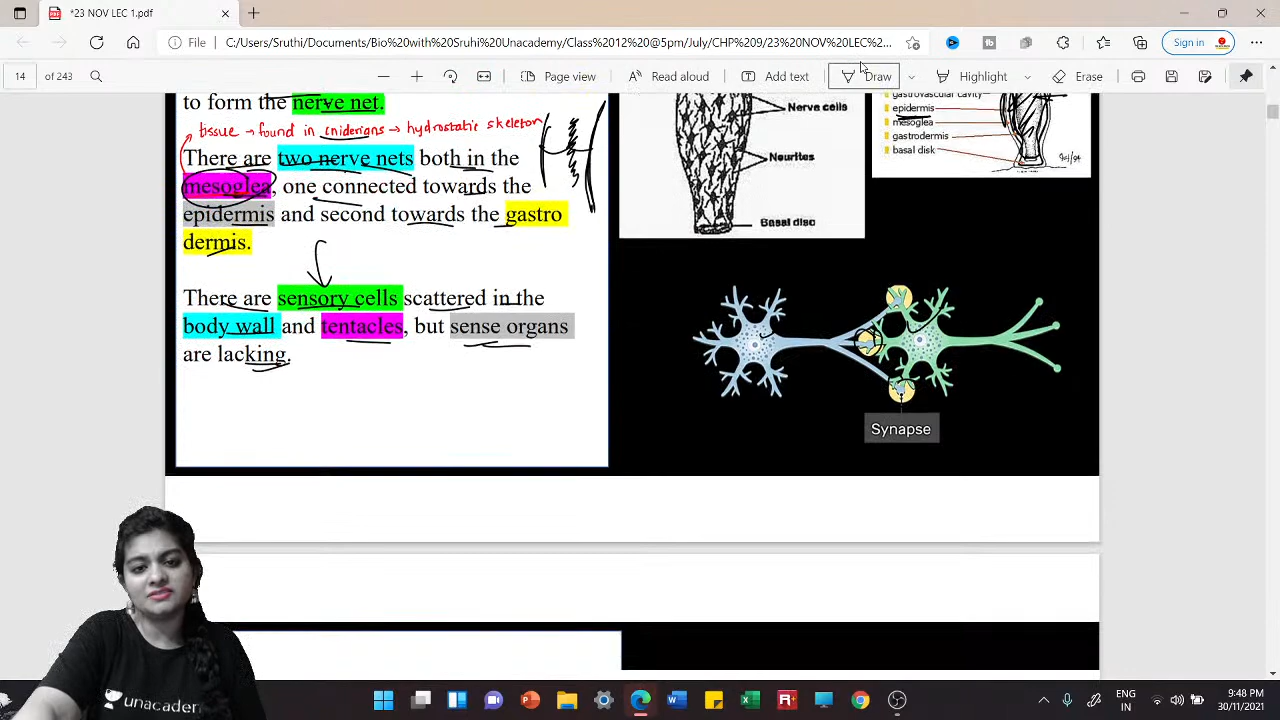 *23 NOV LEC 1.pdf
File
C:/Users/Sruthi/Documents/Bio%20with%20Sruhi-Unacademy/Class%2012%20@5pm/July/CHP%209/23%20NOV%20LEC%...
Sign in
14 of 243
Page view
Read aloud
Add text
Draw
Highlight
Erase
to form the nerve net.
tissue → found in cniderians → hydrostatic skeleton
There are two nerve nets both in the
mesoglea, one connected towards the
epidermis and second towards the gastro
dermis.
There are sensory cells scattered in the
body wall and tentacles, but sense organs
are lacking.
Nerve cells
Neurites
Basal disc
gastrovascular cavity
epidermis
mesoglea
gastrodermis
basal disk
Synapse
unacademy
ENG
IN
9:48 PM
30/11/2021